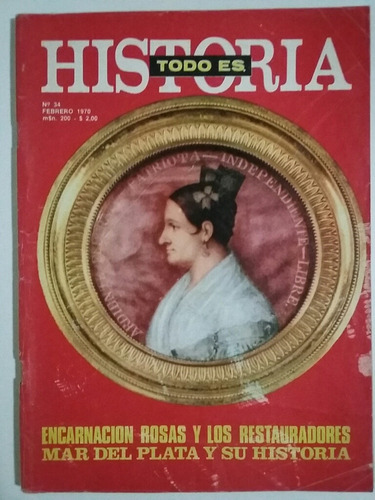 TODO ES
HISTORIA
Nº 34
FEBRERO 1970
m$n. 200 - $ 2,00
ARDIENTE PATRIOTA—INDEPENDIENTE—LIBRE
ENCARNACION ROSAS Y LOS RESTAURADORES
MAR DEL PLATA Y SU HISTORIA